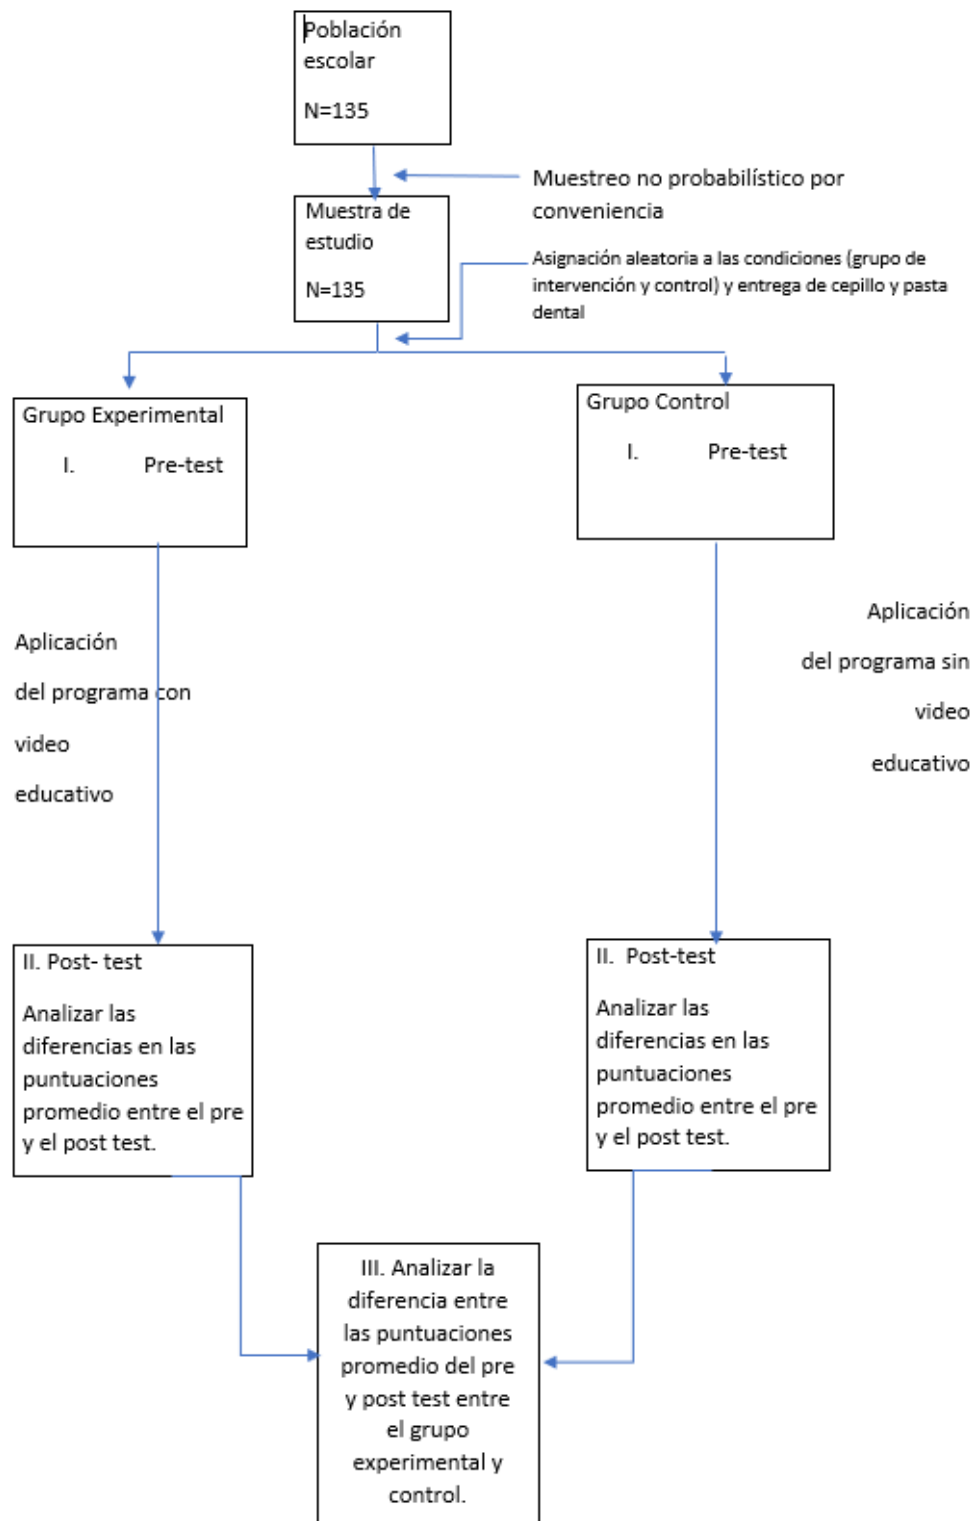 Población
escolar
N=135
Muestreo no probabilístico por
conveniencia
Muestra de
estudio
N=135
Asignación aleatoria a las condiciones (grupo de
intervención y control) y entrega de cepillo y pasta
dental
Grupo Experimental
I. Pre-test
Grupo Control
I. Pre-test
Aplicación
del programa con
video
educativo
Aplicación
del programa sin
video
educativo
II. Post- test
Analizar las
diferencias en las
puntuaciones
promedio entre el pre
y el post test.
II. Post-test
Analizar las
diferencias en las
puntuaciones
promedio entre el pre
y el post test.
III. Analizar la
diferencia entre
las puntuaciones
promedio del pre
y post test entre
el grupo
experimental y
control.